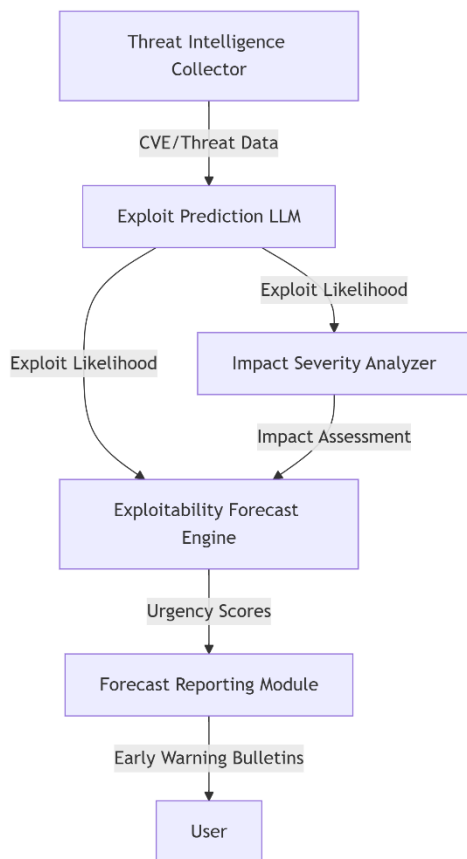 Threat Intelligence
Collector
CVE/Threat Data
Exploit Prediction LLM
Exploit Likelihood
Exploit Likelihood
Impact Severity Analyzer
Impact Assessment
Exploitability Forecast
Engine
Urgency Scores
Forecast Reporting Module
Early Warning Bulletins
User